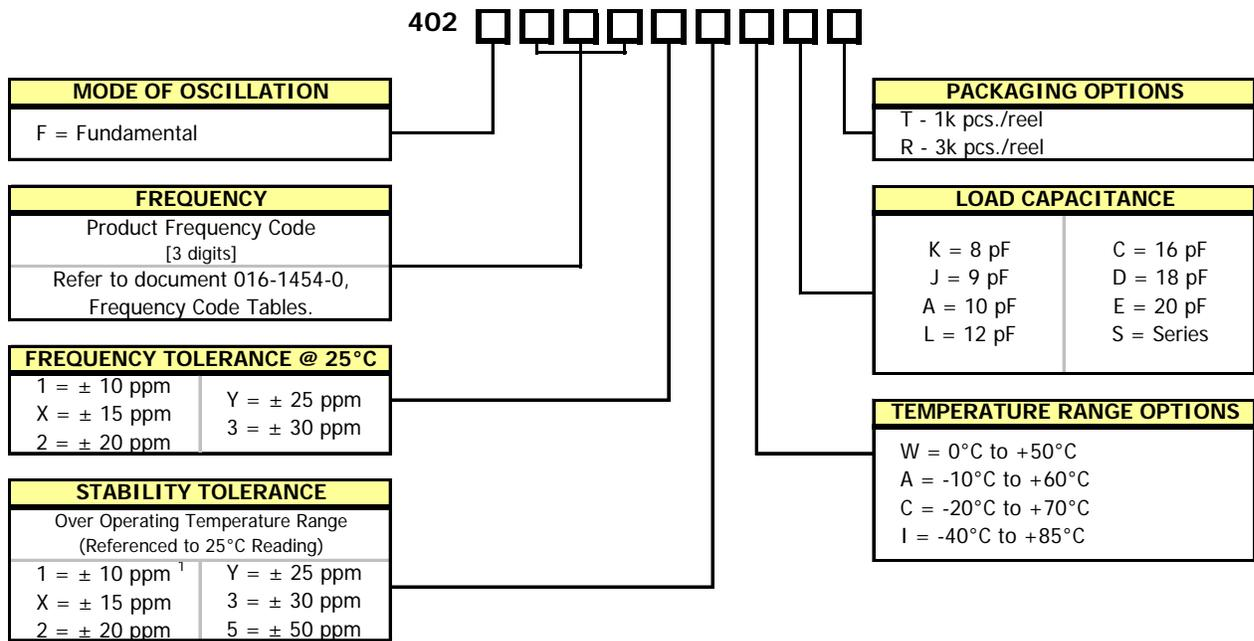 402
MODE OF OSCILLATION
F = Fundamental
FREQUENCY
Product Frequency Code
[3 digits]
Refer to document 016-1454-0,
Frequency Code Tables.
FREQUENCY TOLERANCE @ 25°C
1 = ± 10 ppm
X = ± 15 ppm
2 = ± 20 ppm
Y = ± 25 ppm
3 = ± 30 ppm
STABILITY TOLERANCE
Over Operating Temperature Range
(Referenced to 25°C Reading)
1 = ± 10 ppm ¹
X = ± 15 ppm
2 = ± 20 ppm
Y = ± 25 ppm
3 = ± 30 ppm
5 = ± 50 ppm
PACKAGING OPTIONS
T - 1k pcs./reel
R - 3k pcs./reel
LOAD CAPACITANCE
K = 8 pF
J = 9 pF
A = 10 pF
L = 12 pF
C = 16 pF
D = 18 pF
E = 20 pF
S = Series
TEMPERATURE RANGE OPTIONS
W = 0°C to +50°C
A = -10°C to +60°C
C = -20°C to +70°C
I = -40°C to +85°C